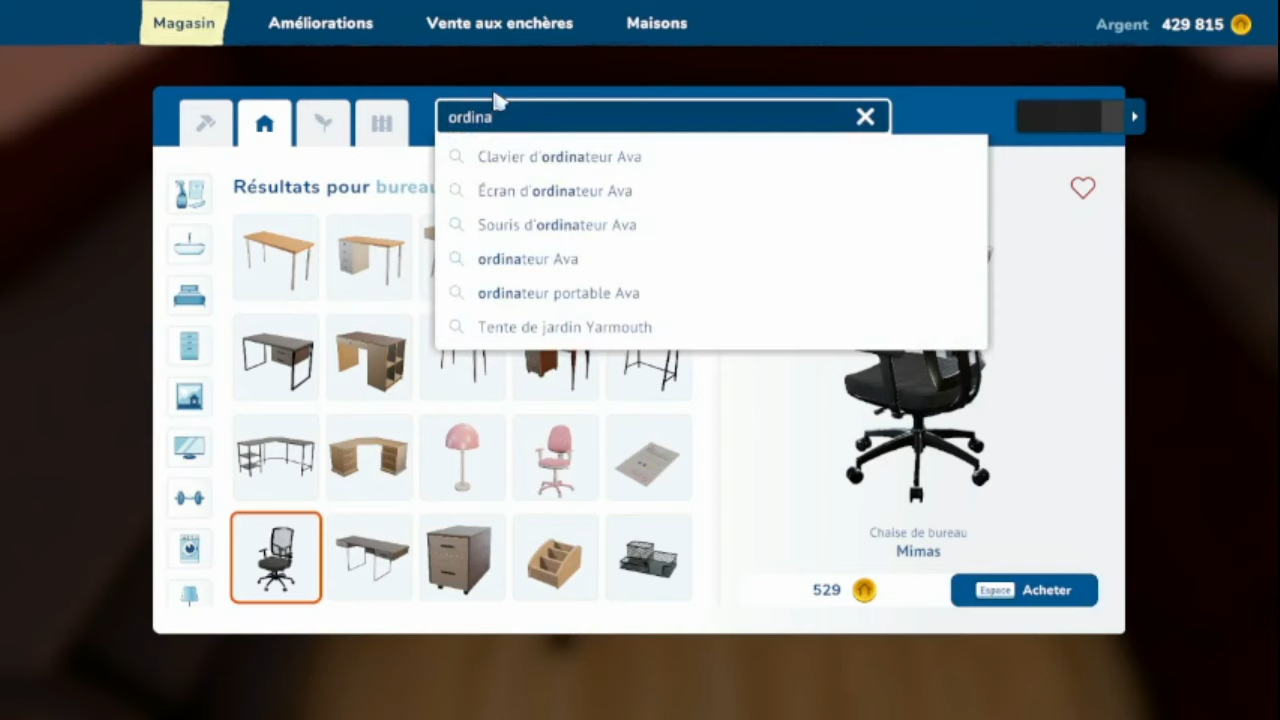 Magasin Améliorations Vente aux enchères Maisons Argent 429 815
ordina
Clavier d'ordinateur Ava
Écran d'ordinateur Ava
Résultats pour bureau
Souris d'ordinateur Ava
ordinateur Ava
ordinateur portable Ava
Tente de jardin Yarmouth
Chaise de bureau
Mimas
529 Espace Acheter